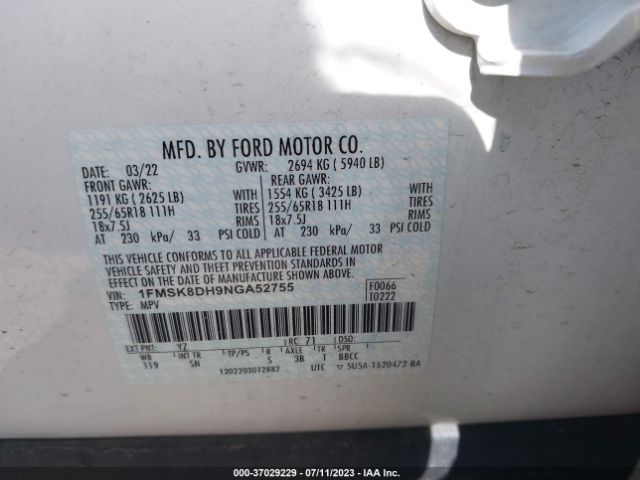 MFD. BY FORD MOTOR CO.
DATE: 03/22 GVWR: 2694 KG ( 5940 LB)
FRONT GAWR: REAR GAWR:
1191 KG ( 2625 LB) WITH 1554 KG ( 3425 LB) WITH
255/65R18 111H TIRES 255/65R18 111H TIRES
18x7.5J RIMS 18x7.5J RIMS
AT 230 kPa/ 33 PSI COLD AT 230 kPa/ 33 PSI COLD
THIS VEHICLE CONFORMS TO ALL APPLICABLE FEDERAL MOTOR
VEHICLE SAFETY AND THEFT PREVENTION STANDARDS IN
EFFECT ON THE DATE OF MANUFACTURE SHOWN ABOVE.
VIN: 1FMSK8DH9NGA52755 F0066
TYPE: MPV T0222
EXT PNT: YZ RC: 71 DSO:
WB INT TR TP/PS R AXLE TR SPR
119 5N 5 3B T BBCC
1202203012882 UTC 5U5A-1520472-BA
000-37029229 - 07/11/2023 - IAA Inc.